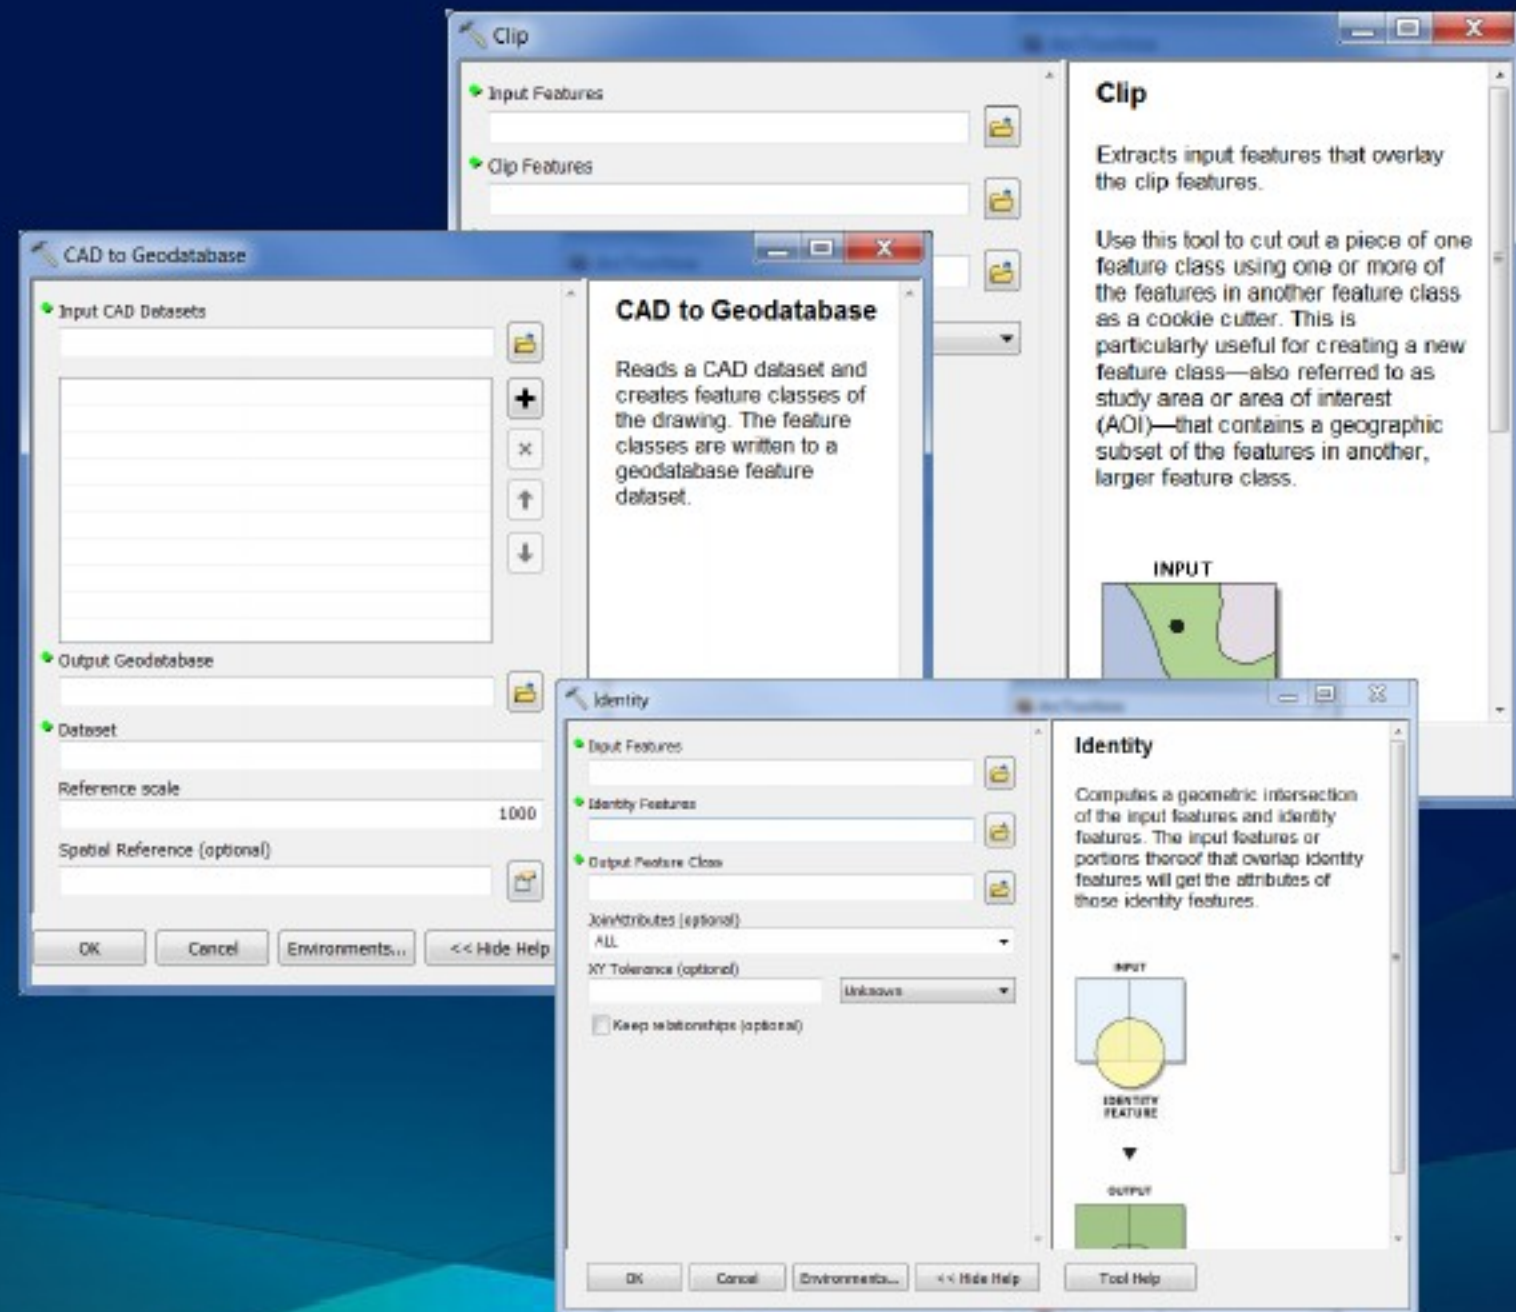 Clip
Input Features
Clip Features
Clip
Extracts input features that overlay
the clip features.
Use this tool to cut out a piece of one
feature class using one or more of
the features in another feature class
as a cookie cutter. This is
particularly useful for creating a new
feature class—also referred to as
study area or area of interest
(AOI)—that contains a geographic
subset of the features in another,
larger feature class.
INPUT
CAD to Geodatabase
Input CAD Datasets
Output Geodatabase
Dataset
Reference scale
1000
Spatial Reference (optional)
OK
Cancel
Environments...
<< Hide Help
CAD to Geodatabase
Reads a CAD dataset and
creates feature classes of
the drawing. The feature
classes are written to a
geodatabase feature
dataset.
Identity
Input Features
Identity Features
Output Feature Class
JoinAttributes (optional)
ALL
XY Tolerance (optional)
Unknown
Keep relationships (optional)
OK
Cancel
Environments...
<< Hide Help
Tool Help
Identity
Computes a geometric intersection
of the input features and identity
features. The input features or
portions thereof that overlap identity
features will get the attributes of
those identity features.
INPUT
IDENTITY
FEATURE
OUTPUT